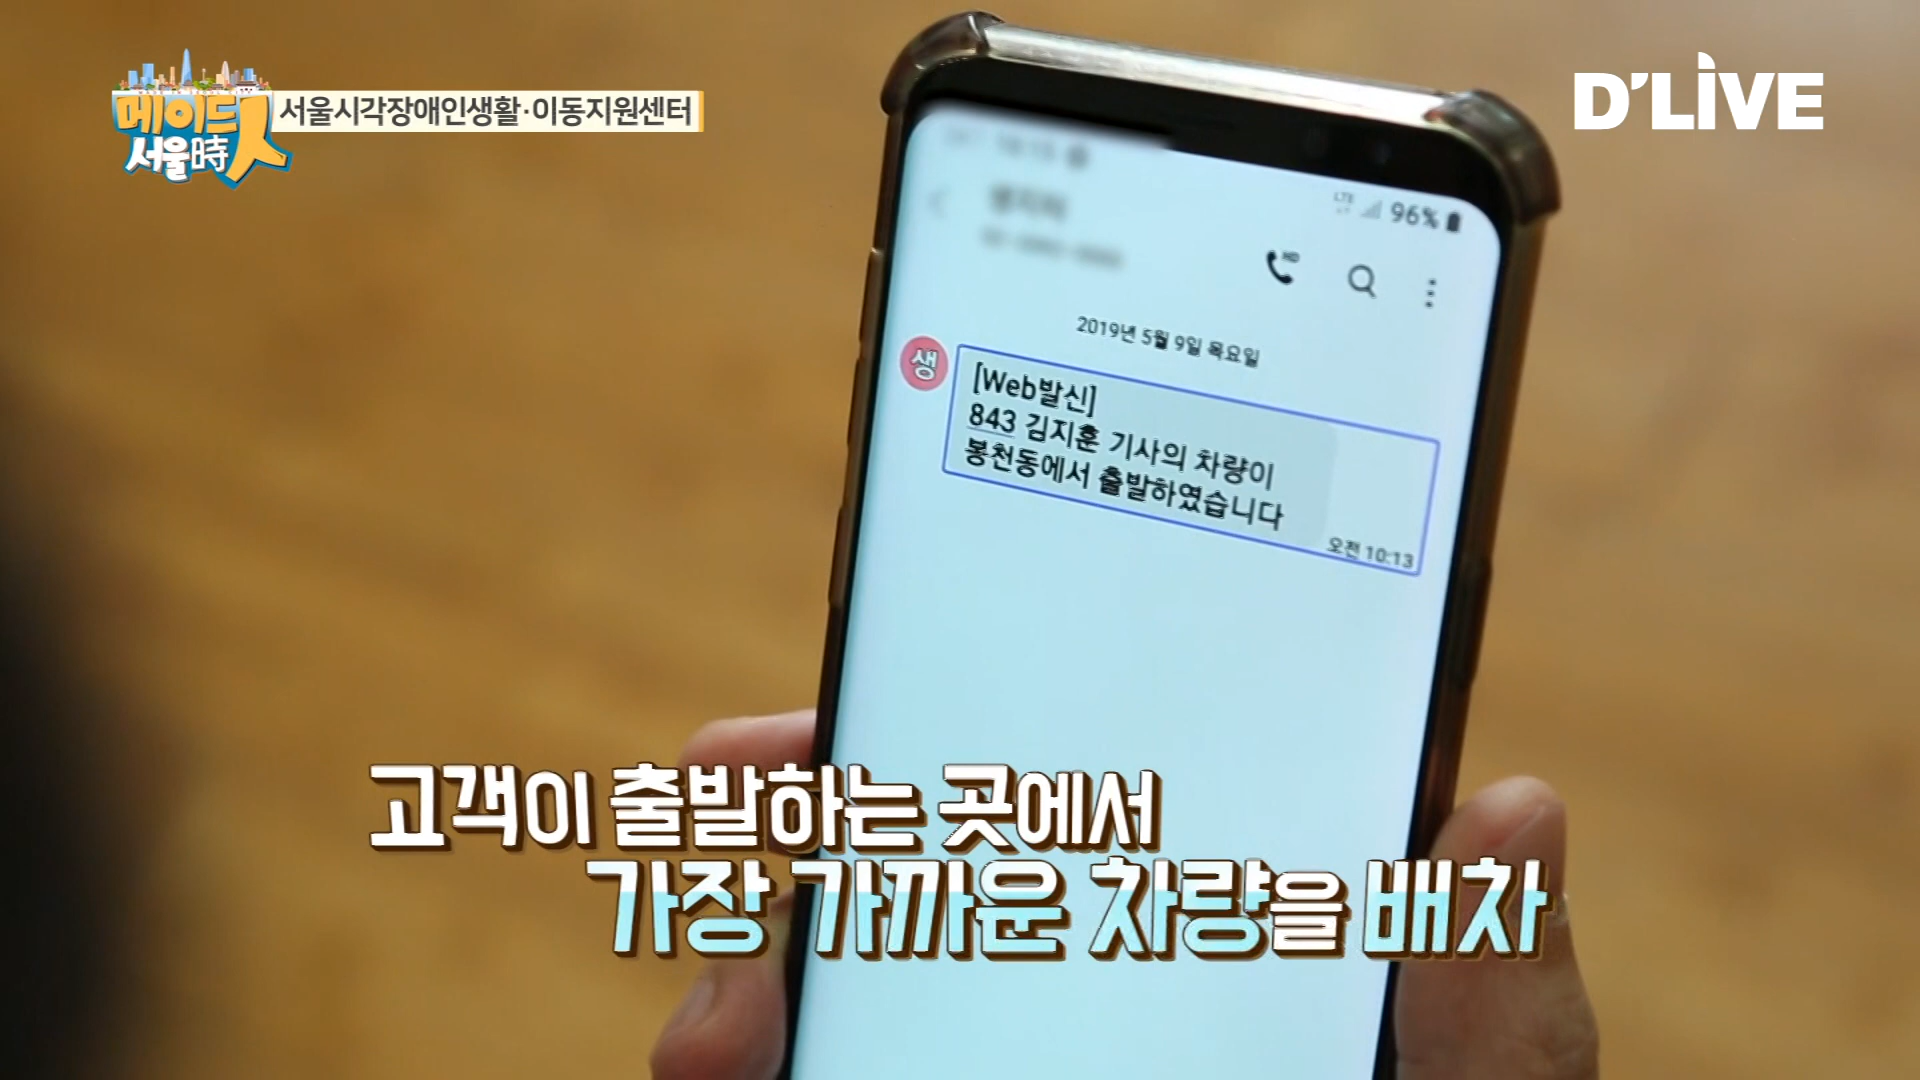 메이드人
서울時
서울시각장애인생활·이동지원센터
D'LiVE
LTE
96%
HD
2019년 5월 9일 목요일
생
[Web발신]
843 김지훈 기사의 차량이
봉천동에서 출발하였습니다
오전 10:13
고객이 출발하는 곳에서
가장 가까운 차량을 배차